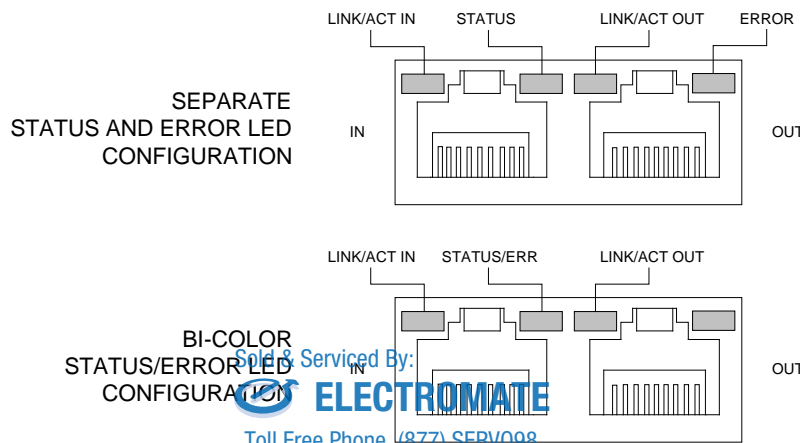 LINK/ACT IN STATUS LINK/ACT OUT ERROR
SEPARATE
STATUS AND ERROR LED
CONFIGURATION
IN
OUT
LINK/ACT IN STATUS/ERR LINK/ACT OUT
BI-COLOR
STATUS/ERROR LED
CONFIGURATION
IN
OUT
Sold & Serviced By:
ELECTROMATE
Toll Free Phone (877) SERVO98